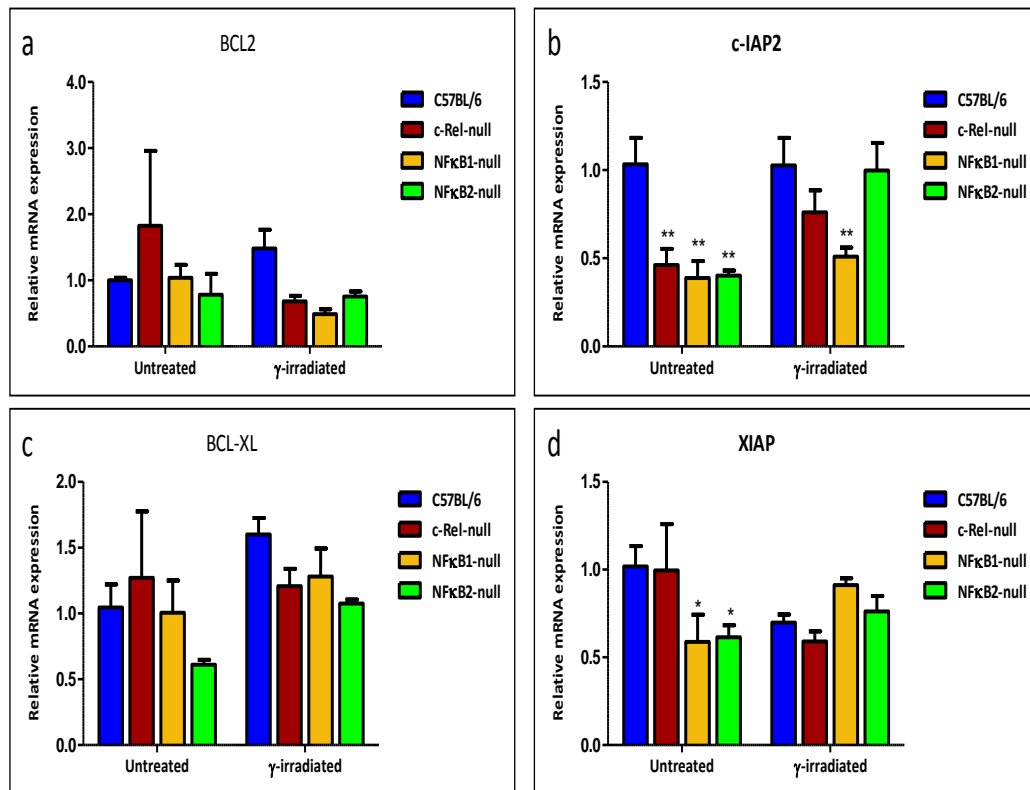 a
BCL2
4.0
3.0
2.0
1.0
0.0
Relative mRNA expression
Untreated
γ-irradiated
C57BL/6
c-Rel-null
NFκB1-null
NFκB2-null
b
c-IAP2
1.5
1.0
0.5
0.0
Relative mRNA expression
** ** **
**
Untreated
γ-irradiated
C57BL/6
c-Rel-null
NFκB1-null
NFκB2-null
c
BCL-XL
2.0
1.5
1.0
0.5
0.0
Relative mRNA expression
Untreated
γ-irradiated
C57BL/6
c-Rel-null
NFκB1-null
NFκB2-null
d
XIAP
1.5
1.0
0.5
0.0
Relative mRNA expression
* *
Untreated
γ-irradiated
C57BL/6
c-Rel-null
NFκB1-null
NFκB2-null